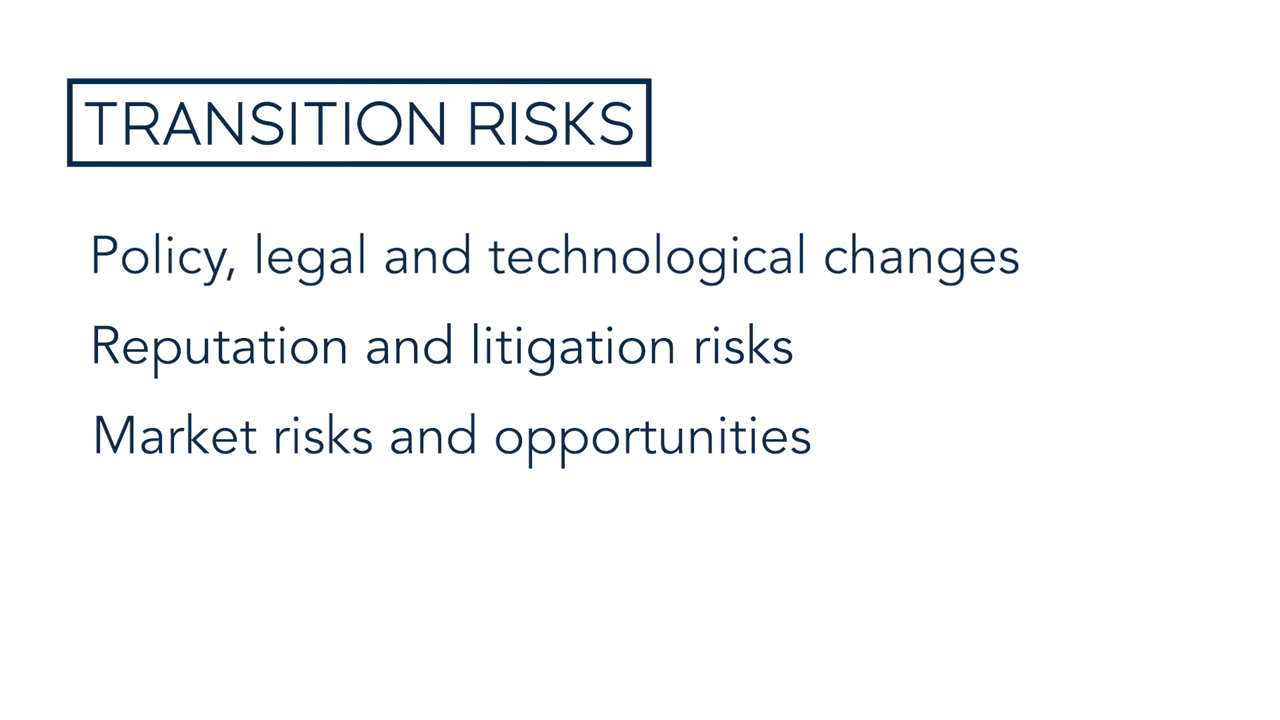 TRANSITION RISKS
Policy, legal and technological changes
Reputation and litigation risks
Market risks and opportunities